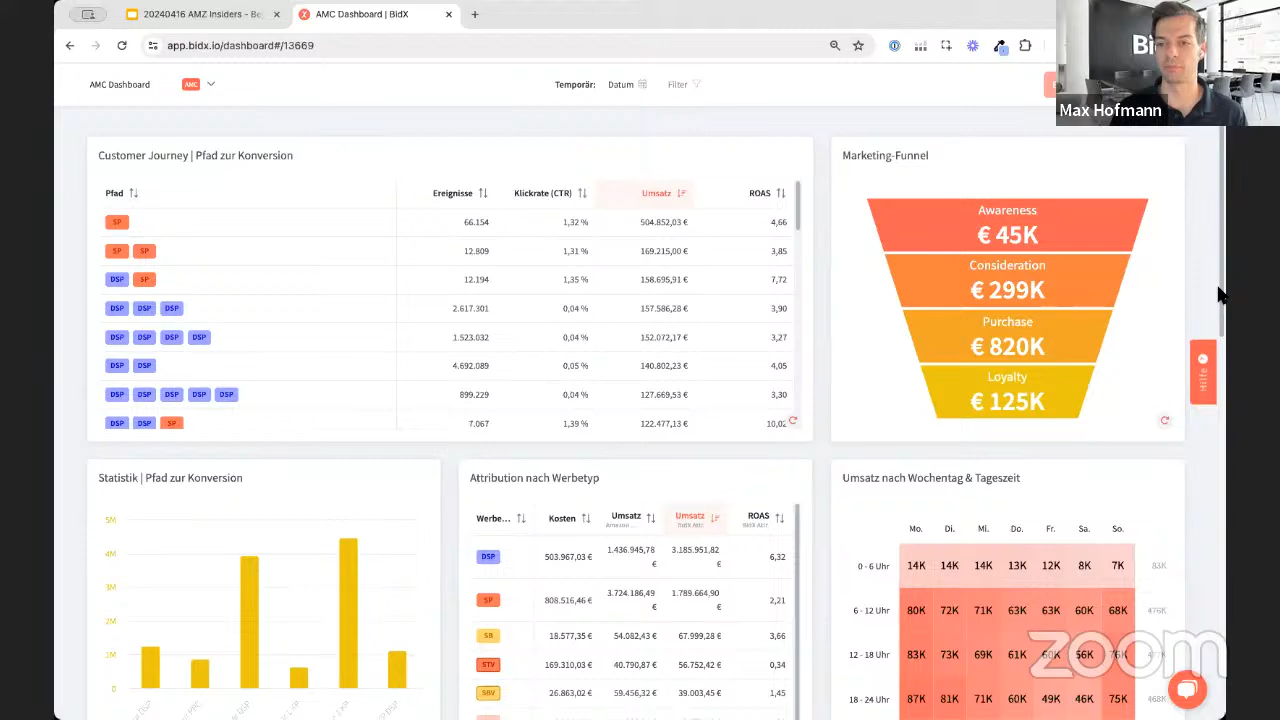 20240416 AMZ Insiders - Be
AMC Dashboard | BidX
app.bidx.io/dashboard#/13669
Max Hofmann
AMC Dashboard AMC Temporär: Datum Filter
Customer Journey | Pfad zur Konversion
Pfad Ereignisse Klickrate (CTR) Umsatz ROAS
SP 66.154 1,32 % 504.852,03 € 4,66
SP SP 12.809 1,31 % 169.215,00 € 3,85
DSP SP 12.194 1,35 % 158.695,91 € 7,72
DSP DSP DSP 2.617.301 0,04 % 157.586,28 € 3,90
DSP DSP DSP DSP 1.523.032 0,04 % 152.072,17 € 3,27
DSP DSP 4.692.089 0,05 % 140.802,23 € 4,05
DSP DSP DSP DSP DSP 899.229 0,04 % 127.669,53 € 3,30
DSP DSP SP 7.067 1,39 % 122.477,13 € 10,02
Marketing-Funnel
Awareness
€ 45K
Consideration
€ 299K
Purchase
€ 820K
Loyalty
€ 125K
Hilfe
Statistik | Pfad zur Konversion
5M
4M
3M
2M
1M
0
Attribution nach Werbetyp
Werbe... Kosten Umsatz Umsatz ROAS
DSP 503.967,03 € 1.436.945,78 € 3.185.951,82 € 6,32
SP 808.516,46 € 3.724.186,49 € 1.789.664,90 € 2,21
SB 18.577,35 € 54.082,43 € 67.999,28 € 3,66
STV 169.310,03 € 40.790,87 € 56.752,42 € 0,34
SBV 26.863,02 € 59.456,32 € 39.003,45 € 1,45
Umsatz nach Wochentag & Tageszeit
Mo. Di. Mi. Do. Fr. Sa. So.
0 - 6 Uhr 14K 14K 14K 13K 12K 8K 7K 83K
6 - 12 Uhr 80K 72K 71K 63K 63K 60K 68K 476K
12 - 18 Uhr 83K 73K 69K 61K 60K 56K 76K
18 - 24 Uhr 87K 81K 71K 60K 49K 46K 75K 468K
zoom